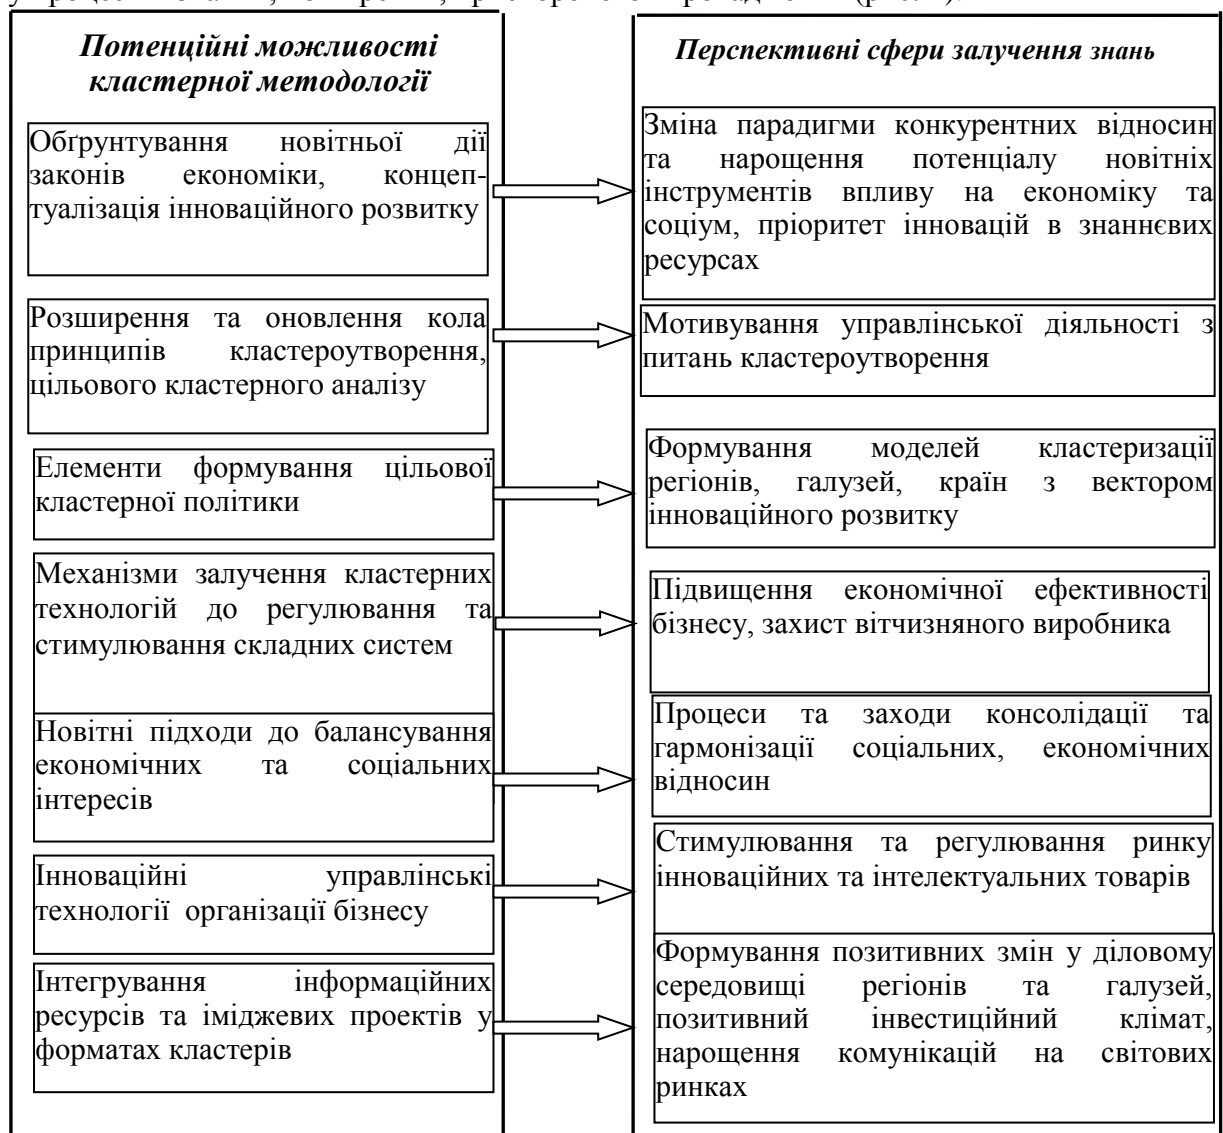 Потенційні можливості
кластерної методології
Обґрунтування новітньої дії
законів економіки, концеп-
туалізація інноваційного розвитку
Розширення та оновлення кола
принципів кластероутворення,
цільового кластерного аналізу
Елементи формування цільової
кластерної політики
Механізми залучення кластерних
технологій до регулювання та
стимулювання складних систем
Новітні підходи до балансування
економічних та соціальних
інтересів
Інноваційні управлінські
технології організації бізнесу
Інтегрування інформаційних
ресурсів та іміджевих проектів у
форматах кластерів
Перспективні сфери залучення знань
Зміна парадигми конкурентних відносин
та нарощення потенціалу новітніх
інструментів впливу на економіку та
соціум, пріоритет інновацій в знаннєвих
ресурсах
Мотивування управлінської діяльності з
питань кластероутворення
Формування моделей кластеризації
регіонів, галузей, країн з вектором
інноваційного розвитку
Підвищення економічної ефективності
бізнесу, захист вітчизняного виробника
Процеси та заходи консолідації та
гармонізації соціальних, економічних
відносин
Стимулювання та регулювання ринку
інноваційних та інтелектуальних товарів
Формування позитивних змін у діловому
середовищі регіонів та галузей,
позитивний інвестиційний клімат,
нарощення комунікацій на світових
ринках